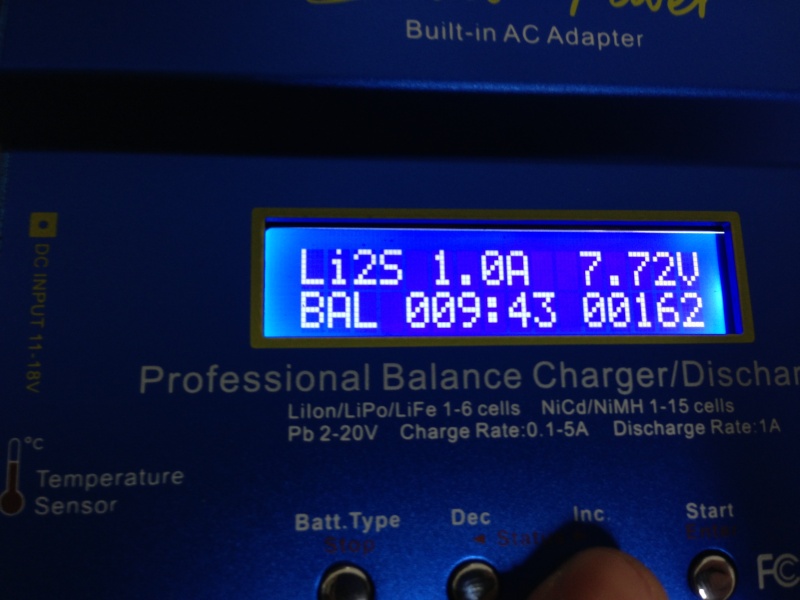 Power
Built-in AC Adapter
DC INPUT 11-18V
Li2S 1.0A 7.72V
BAL 009:43 00162
Professional Balance Charger/Dischar
LiIon/LiPo/LiFe 1-6 cells NiCd/NiMH 1-15 cells
Pb 2-20V Charge Rate:0.1-5A Discharge Rate:1A
°C
Temperature
Sensor
Batt.Type Dec Inc. Start
Stop ◄ Enter
FC